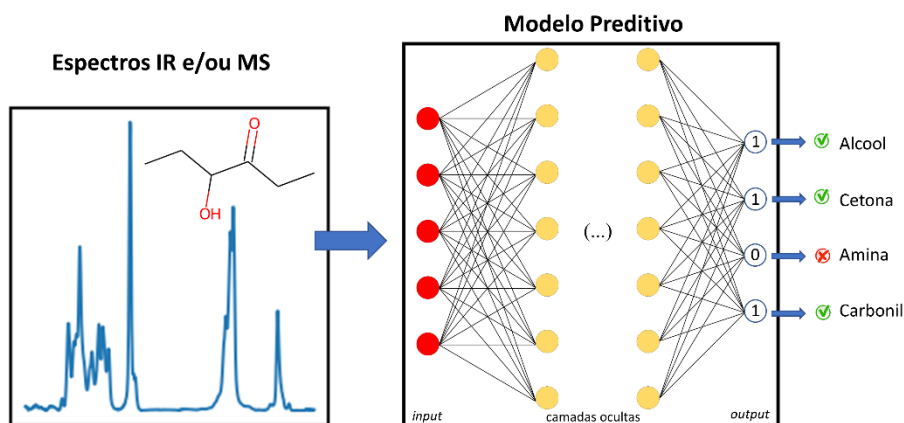 Modelo Preditivo
Espectros IR e/ou MS
O
OH
(...)
1
Alcool
1
Cetona
0
Amina
1
Carbonil
input
camadas ocultas
output